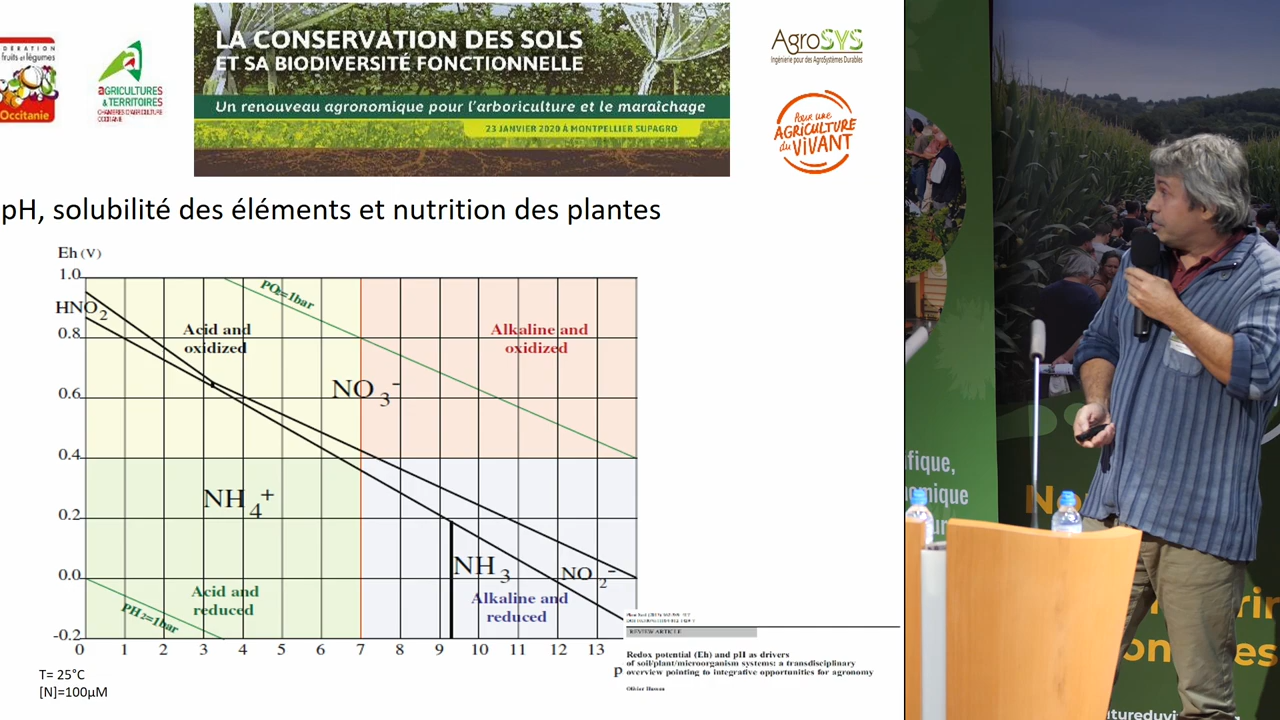 DÉRATION
fruits et légumes
Occitanie
AGRICULTURES
& TERRITOIRES
CHAMBRES D'AGRICULTURE
OCCITANIE
LA CONSERVATION DES SOLS
ET SA BIODIVERSITÉ FONCTIONNELLE
Un renouveau agronomique pour l'arboriculture et le maraîchage
23 JANVIER 2020 À MONTPELLIER SUPAGRO
AgroSYS
Ingénierie pour des AgroSystèmes Durables
Pour une
AGRICULTURE
du ViVANT
pH, solubilité des éléments et nutrition des plantes
Eh (V)
1.0
0.8
0.6
0.4
0.2
0.0
-0.2
0 1 2 3 4 5 6 7 8 9 10 11 12 13
p
HNO2
PO2=1bar
Acid and
oxidized
Alkaline and
oxidized
NO3-
NH4+
NH3
NO2-
Acid and
reduced
Alkaline and
reduced
PH2=1bar
T= 25°C
[N]=100µM
REVIEW ARTICLE
Redox potential (Eh) and pH as drivers
of soil/plant/microorganism systems: a transdisciplinary
overview pointing to integrative opportunities for agronomy
Olivier Husson
ifique,
omique
No